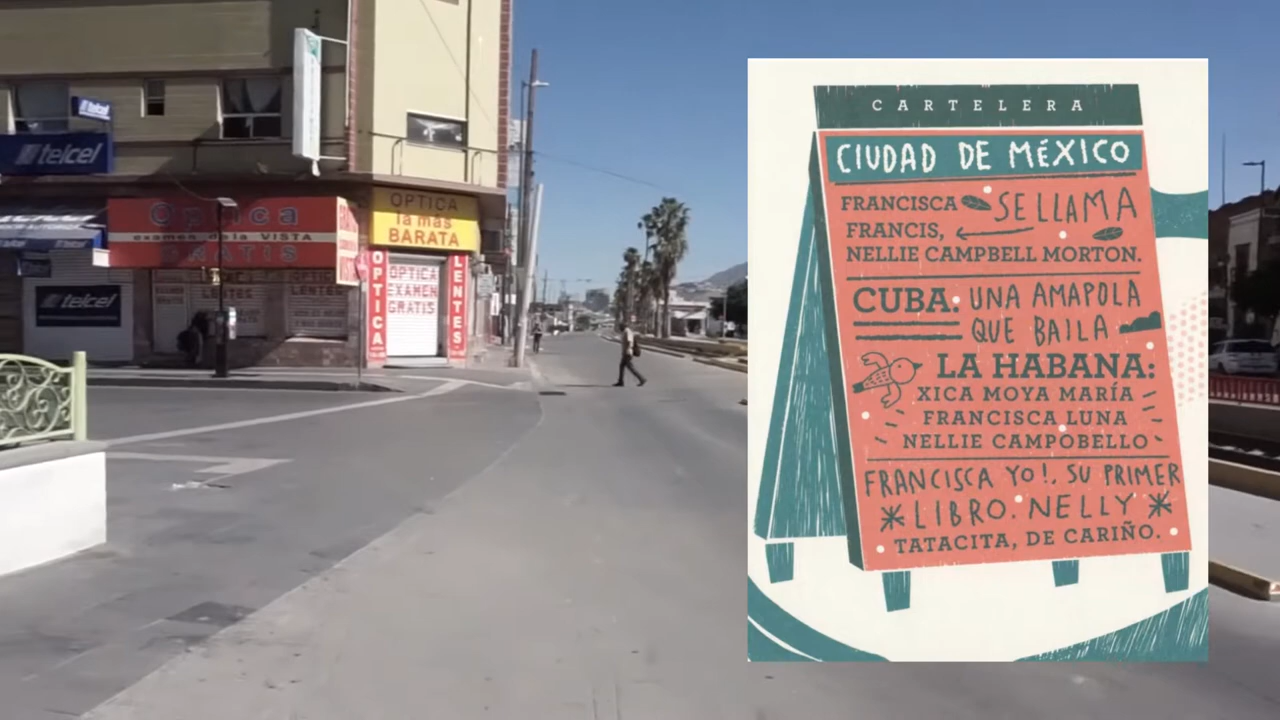 telcel
telcel
Optica
examen de la VISTA
GRATIS
telcel
OPTICA
la más
BARATA
OPTICA
OPTICA
EXAMEN
GRATIS
LENTES
LENTES
CARTELERA
CIUDAD DE MÉXICO
FRANCISCA SE LLAMA
FRANCIS,
NELLIE CAMPBELL MORTON.
CUBA: UNA AMAPOLA
QUE BAILA
LA HABANA:
XICA MOYA MARÍA
FRANCISCA LUNA
NELLIE CAMPOBELLO
FRANCISCA YO!, SU PRIMER
LIBRO. NELLY
TATACITA, DE CARIÑO.